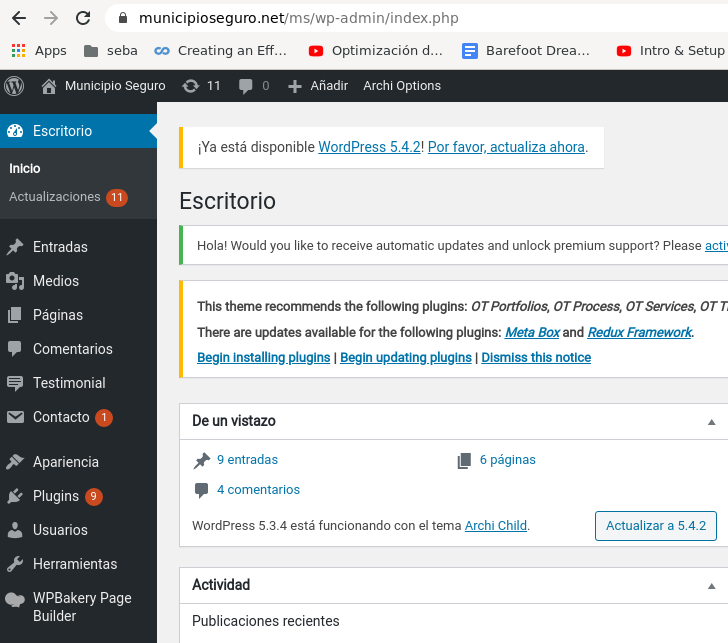 municipioseguro.net/ms/wp-admin/index.php
Apps seba Creating an Eff... Optimización d... Barefoot Drea... Intro & Setup
Municipio Seguro 11 0 Añadir Archi Options
Escritorio
Inicio
Actualizaciones 11
Entradas
Medios
Páginas
Comentarios
Testimonial
Contacto 1
Apariencia
Plugins 9
Usuarios
Herramientas
WPBakery Page
Builder
¡Ya está disponible WordPress 5.4.2! Por favor, actualiza ahora.
Escritorio
Hola! Would you like to receive automatic updates and unlock premium support? Please
This theme recommends the following plugins: OT Portfolios, OT Process, OT Services, OT
There are updates available for the following plugins: Meta Box and Redux Framework.
Begin installing plugins | Begin updating plugins | Dismiss this notice
De un vistazo
9 entradas 6 páginas
4 comentarios
WordPress 5.3.4 está funcionando con el tema Archi Child. Actualizar a 5.4.2
Actividad
Publicaciones recientes